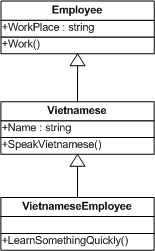 Employee
+WorkPlace : string
+Work()
Vietnamese
+Name : string
+SpeakVietnamese()
VietnameseEmployee
+LearnSomethingQuickly()